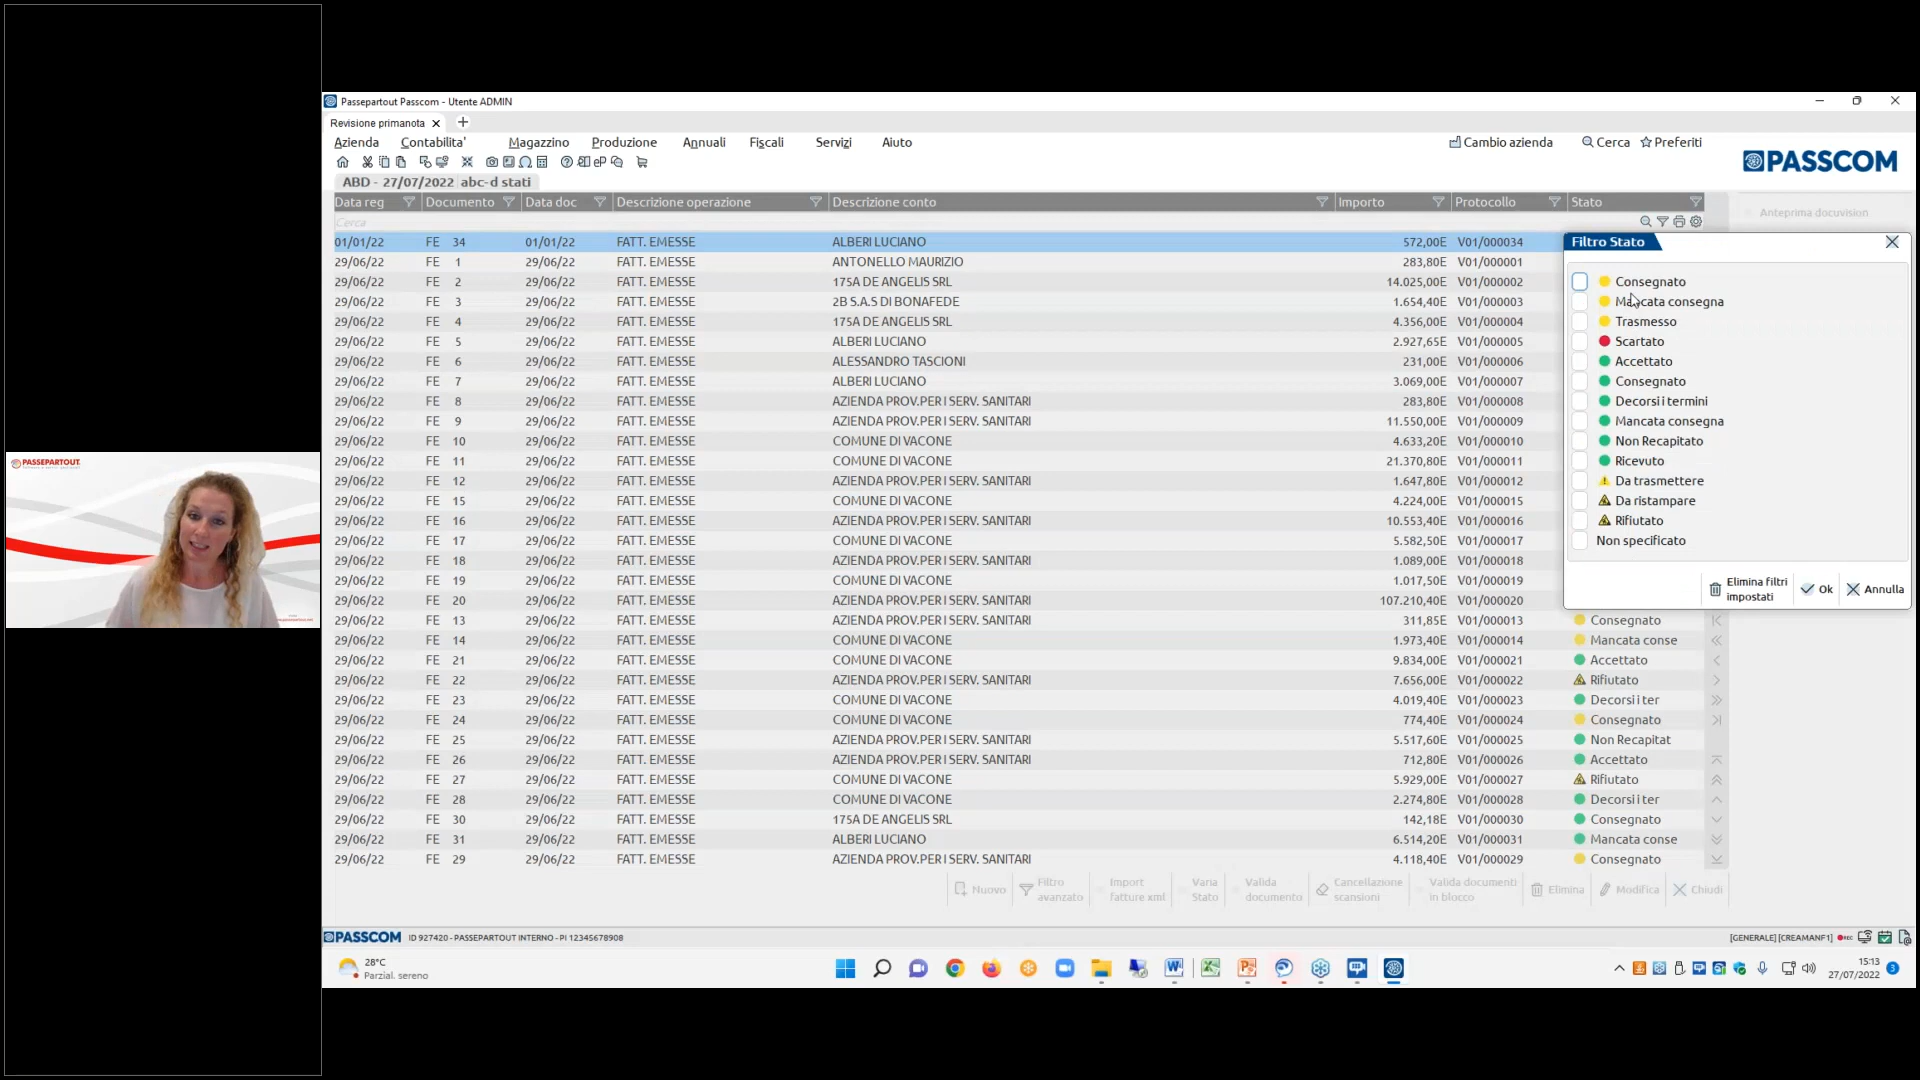 PASSEPARTOUT
Passepartout Passcom - Utente ADMIN
Revisione primanota
Azienda Contabilita' Magazzino Produzione Annuali Fiscali Servizi Aiuto Cambio azienda Cerca Preferiti
PASSCOM
ABD - 27/07/2022 abc-d stati
Data reg Documento Data doc Descrizione operazione Descrizione conto Importo Protocollo Stato
Anteprima docuvision
Cerca
01/01/22 FE 34 01/01/22 FATT. EMESSE ALBERI LUCIANO 572,00E V01/000034
29/06/22 FE 1 29/06/22 FATT. EMESSE ANTONELLO MAURIZIO 283,80E V01/000001
29/06/22 FE 2 29/06/22 FATT. EMESSE 175A DE ANGELIS SRL 14.025,00E V01/000002
29/06/22 FE 3 29/06/22 FATT. EMESSE 2B S.A.S DI BONAFEDE 1.654,40E V01/000003
29/06/22 FE 4 29/06/22 FATT. EMESSE 175A DE ANGELIS SRL 4.356,00E V01/000004
29/06/22 FE 5 29/06/22 FATT. EMESSE ALBERI LUCIANO 2.927,65E V01/000005
29/06/22 FE 6 29/06/22 FATT. EMESSE ALESSANDRO TASCIONI 231,00E V01/000006
29/06/22 FE 7 29/06/22 FATT. EMESSE ALBERI LUCIANO 3.069,00E V01/000007
29/06/22 FE 8 29/06/22 FATT. EMESSE AZIENDA PROV.PER I SERV. SANITARI 283,80E V01/000008
29/06/22 FE 9 29/06/22 FATT. EMESSE AZIENDA PROV.PER I SERV. SANITARI 11.550,00E V01/000009
29/06/22 FE 10 29/06/22 FATT. EMESSE COMUNE DI VACONE 4.633,20E V01/000010
29/06/22 FE 11 29/06/22 FATT. EMESSE COMUNE DI VACONE 21.370,80E V01/000011
29/06/22 FE 12 29/06/22 FATT. EMESSE AZIENDA PROV.PER I SERV. SANITARI 1.647,80E V01/000012
29/06/22 FE 15 29/06/22 FATT. EMESSE COMUNE DI VACONE 4.224,00E V01/000015
29/06/22 FE 16 29/06/22 FATT. EMESSE AZIENDA PROV.PER I SERV. SANITARI 10.553,40E V01/000016
29/06/22 FE 17 29/06/22 FATT. EMESSE COMUNE DI VACONE 5.582,50E V01/000017
29/06/22 FE 18 29/06/22 FATT. EMESSE AZIENDA PROV.PER I SERV. SANITARI 1.089,00E V01/000018
29/06/22 FE 19 29/06/22 FATT. EMESSE COMUNE DI VACONE 1.017,50E V01/000019
29/06/22 FE 20 29/06/22 FATT. EMESSE AZIENDA PROV.PER I SERV. SANITARI 107.210,40E V01/000020
29/06/22 FE 13 29/06/22 FATT. EMESSE AZIENDA PROV.PER I SERV. SANITARI 311,85E V01/000013 Consegnato
29/06/22 FE 14 29/06/22 FATT. EMESSE COMUNE DI VACONE 1.973,40E V01/000014 Mancata conse
29/06/22 FE 21 29/06/22 FATT. EMESSE COMUNE DI VACONE 9.834,00E V01/000021 Accettato
29/06/22 FE 22 29/06/22 FATT. EMESSE AZIENDA PROV.PER I SERV. SANITARI 7.656,00E V01/000022 Rifiutato
29/06/22 FE 23 29/06/22 FATT. EMESSE COMUNE DI VACONE 4.019,40E V01/000023 Decorsi i ter
29/06/22 FE 24 29/06/22 FATT. EMESSE COMUNE DI VACONE 774,40E V01/000024 Consegnato
29/06/22 FE 25 29/06/22 FATT. EMESSE AZIENDA PROV.PER I SERV. SANITARI 5.517,60E V01/000025 Non Recapitat
29/06/22 FE 26 29/06/22 FATT. EMESSE AZIENDA PROV.PER I SERV. SANITARI 712,80E V01/000026 Accettato
29/06/22 FE 27 29/06/22 FATT. EMESSE COMUNE DI VACONE 5.929,00E V01/000027 Rifiutato
29/06/22 FE 28 29/06/22 FATT. EMESSE COMUNE DI VACONE 2.274,80E V01/000028 Decorsi i ter
29/06/22 FE 30 29/06/22 FATT. EMESSE 175A DE ANGELIS SRL 142,18E V01/000030 Consegnato
29/06/22 FE 31 29/06/22 FATT. EMESSE ALBERI LUCIANO 6.514,20E V01/000031 Mancata conse
29/06/22 FE 29 29/06/22 FATT. EMESSE AZIENDA PROV.PER I SERV. SANITARI 4.118,40E V01/000029 Consegnato
Filtro Stato
Consegnato
Mancata consegna
Trasmesso
Scartato
Accettato
Consegnato
Decorsi i termini
Mancata consegna
Non Recapitato
Ricevuto
Da trasmettere
Da ristampare
Rifiutato
Non specificato
Elimina filtri impostati Ok Annulla
Nuovo Filtro avanzato Import fatture xml Varia Stato Valida documento Cancellazione scansioni Valida documenti in blocco Elimina Modifica Chiudi
PASSCOM ID 927420 - PASSEPARTOUT INTERNO - PI 12345678908 [GENERALE] [CREAMANF1] REC
28°C
Parzial. sereno
15:13
27/07/2022 3